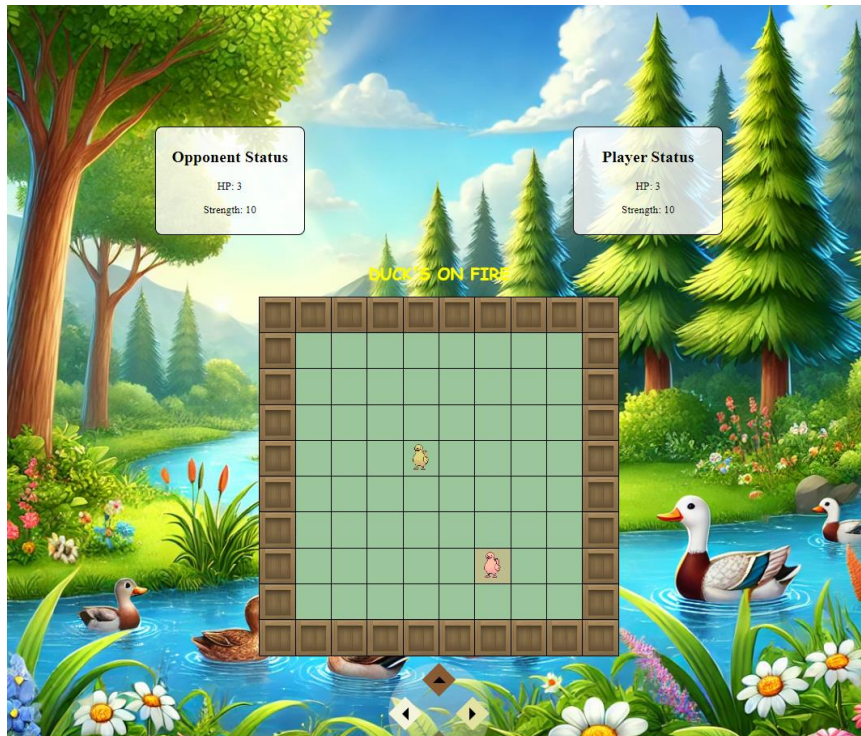 Opponent Status
HP: 3
Strength: 10
Player Status
HP: 3
Strength: 10
DUCK'S ON FIRE